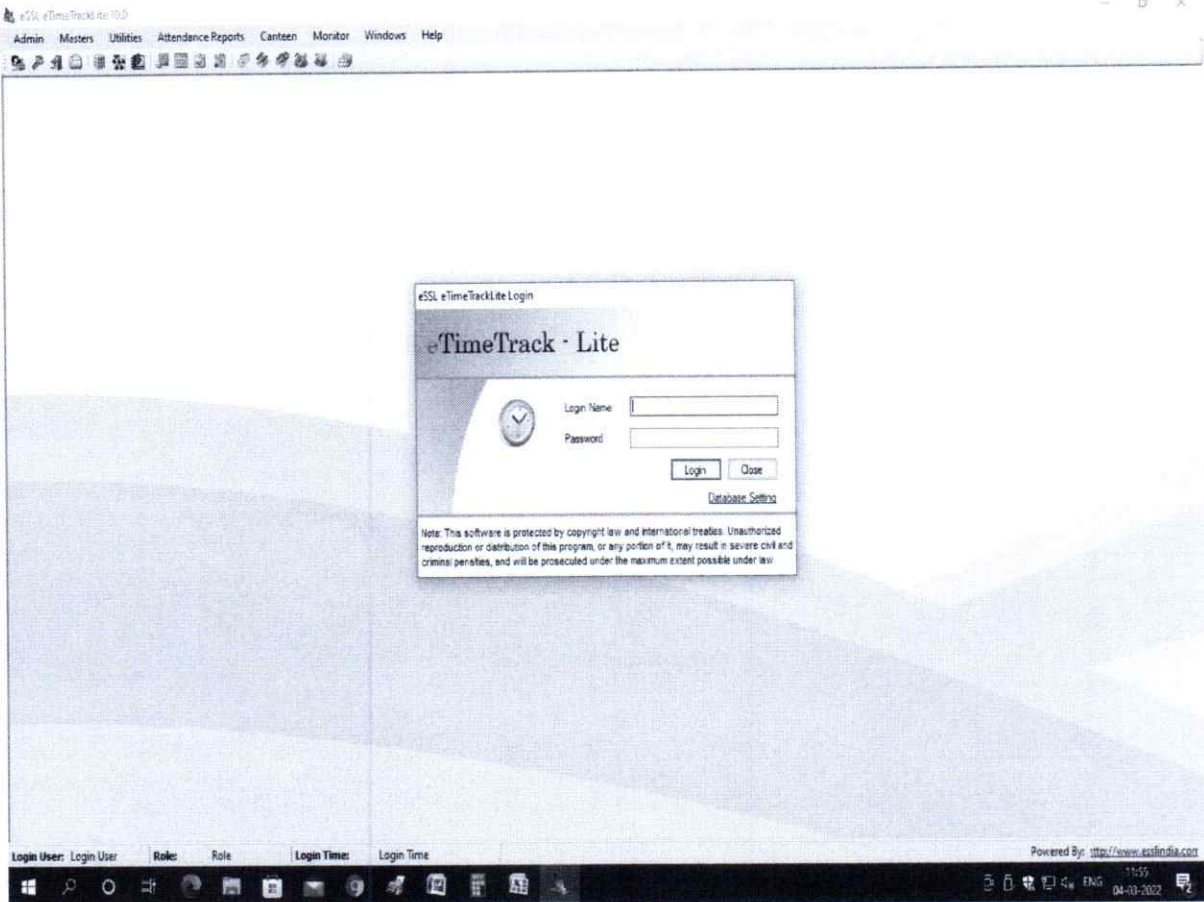 eSSL eTimeTrackLite 10.0
Admin Masters Utilities Attendance Reports Canteen Monitor Windows Help
eSSL eTimeTrackLite Login
eTimeTrack - Lite
Login Name
Password
Login Close
Database Setting
Note: This software is protected by copyright law and international treaties. Unauthorized
reproduction or distribution of this program, or any portion of it, may result in severe civil and
criminal penalties, and will be prosecuted under the maximum extent possible under law
Login User: Login User Role: Role Login Time: Login Time
Powered By: http://www.esslindia.com
ENG
11:55
04-03-2022